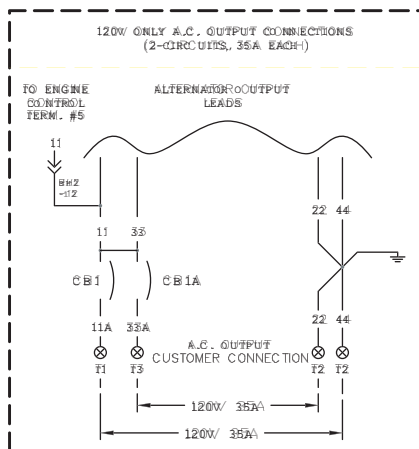 120V ONLY A.C. OUTPUT CONNECTIONS
(2-CIRCUITS, 35A EACH)
TO ENGINE
CONTROL
TERM. #5
ALTERNATOR OUTPUT
LEADS
11
BH2
-12
22 44
11 33
CB1 CB1A
22 44
11A 33A
A.C. OUTPUT
CUSTOMER CONNECTION
T1 T3 T2 T2
120V/ 35A
120V/ 35A